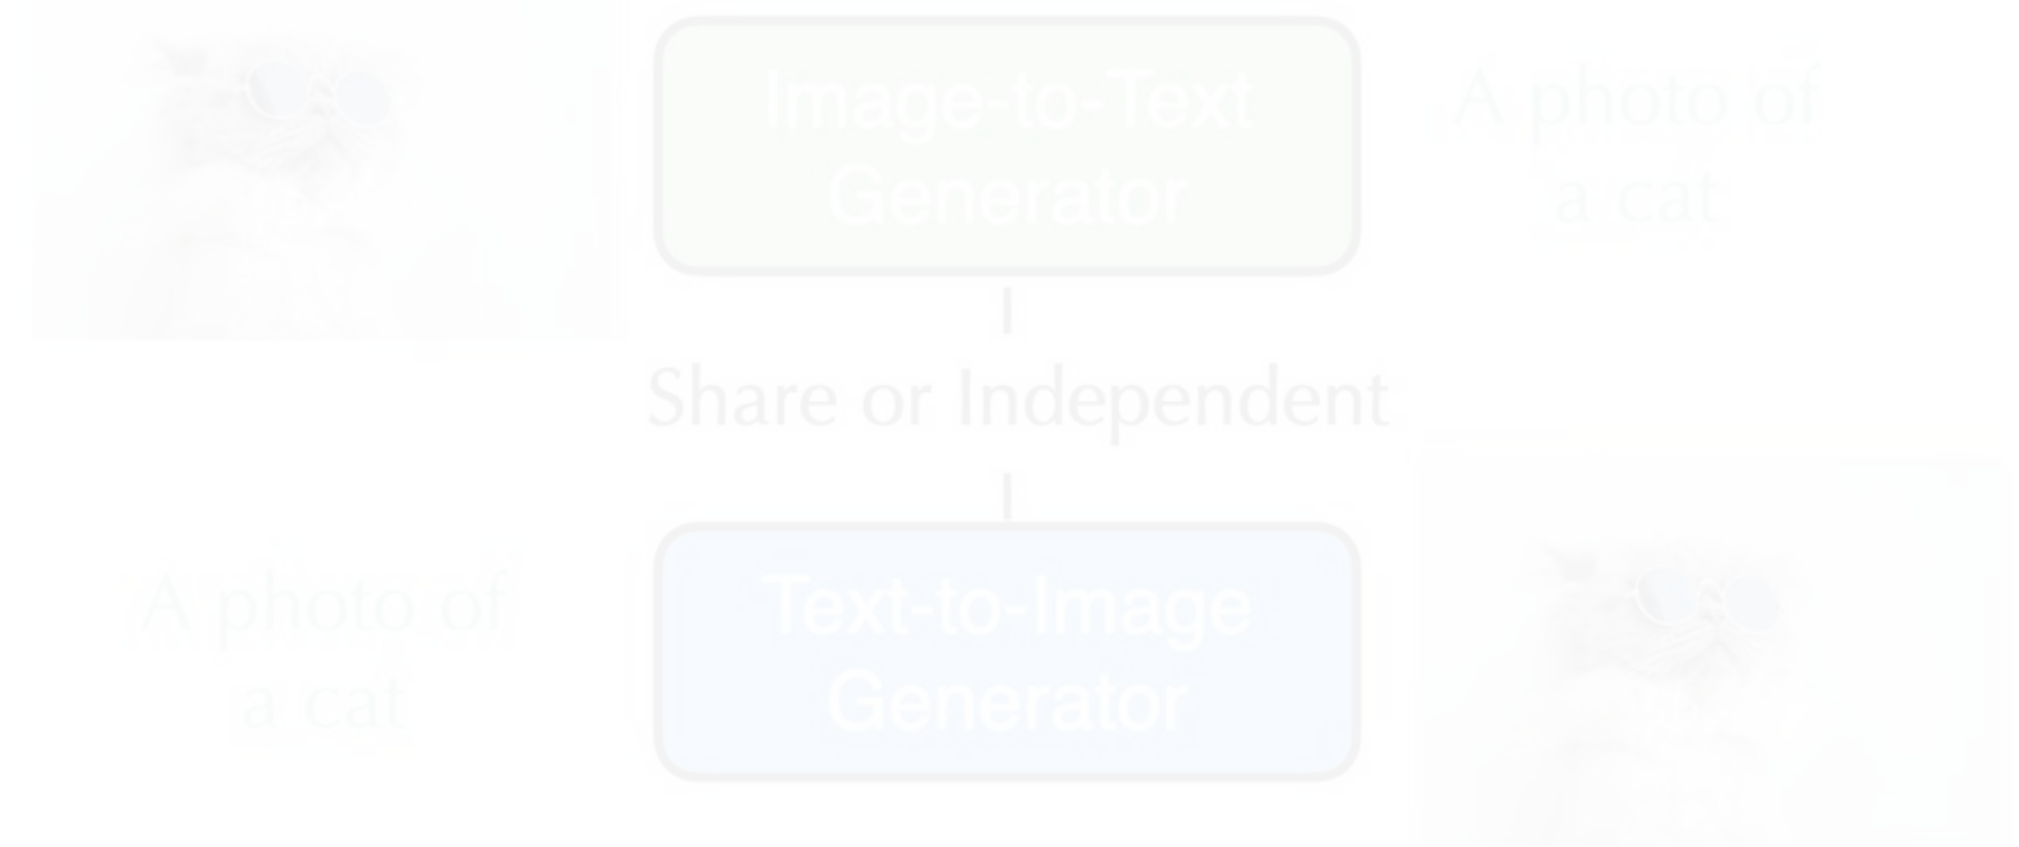 Image-to-Text
Generator
A photo of
a cat
Share or Independent
A photo of
a cat
Text-to-Image
Generator